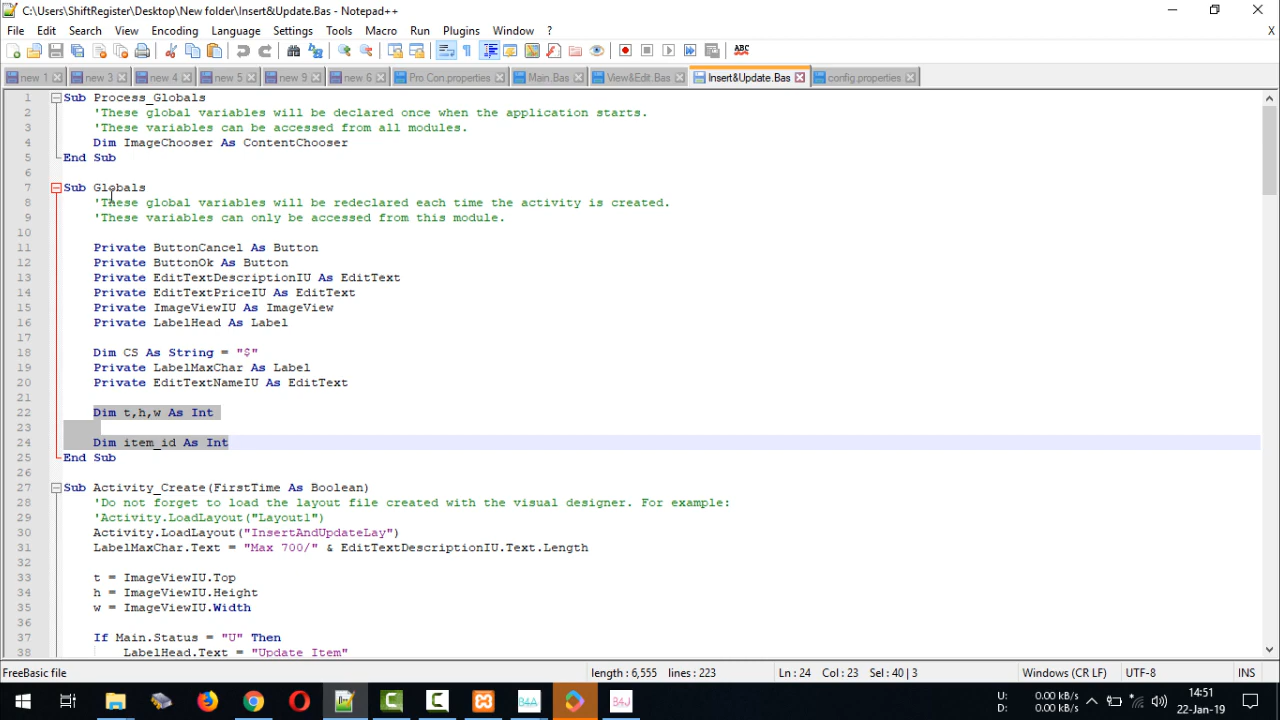 C:\Users\ShiftRegister\Desktop\New folder\Insert&Update.Bas - Notepad++
File Edit Search View Encoding Language Settings Tools Macro Run Plugins Window ? X
new 1 new 3 new 4 new 5 new 9 new 6 Pro Con.properties Main.Bas View&Edit.Bas Insert&Update.Bas config.properties
1 Sub Process_Globals
2 'These global variables will be declared once when the application starts.
3 'These variables can be accessed from all modules.
4 Dim ImageChooser As ContentChooser
5 End Sub
6
7 Sub Globals
8 'These global variables will be redeclared each time the activity is created.
9 'These variables can only be accessed from this module.
10
11 Private ButtonCancel As Button
12 Private ButtonOk As Button
13 Private EditTextDescriptionIU As EditText
14 Private EditTextPriceIU As EditText
15 Private ImageViewIU As ImageView
16 Private LabelHead As Label
17
18 Dim CS As String = "$"
19 Private LabelMaxChar As Label
20 Private EditTextNameIU As EditText
21
22 Dim t,h,w As Int
23
24 Dim item_id As Int
25 End Sub
26
27 Sub Activity_Create(FirstTime As Boolean)
28 'Do not forget to load the layout file created with the visual designer. For example:
29 'Activity.LoadLayout("Layout1")
30 Activity.LoadLayout("InsertAndUpdateLay")
31 LabelMaxChar.Text = "Max 700/" & EditTextDescriptionIU.Text.Length
32
33 t = ImageViewIU.Top
34 h = ImageViewIU.Height
35 w = ImageViewIU.Width
36
37 If Main.Status = "U" Then
38 LabelHead.Text = "Update Item"
FreeBasic file length : 6,555 lines : 223 Ln : 24 Col : 23 Sel : 40 | 3 Windows (CR LF) UTF-8 INS
B4A B4J U: 0.00 kB/s 14:51
D: 0.00 kB/s 22-Jan-19